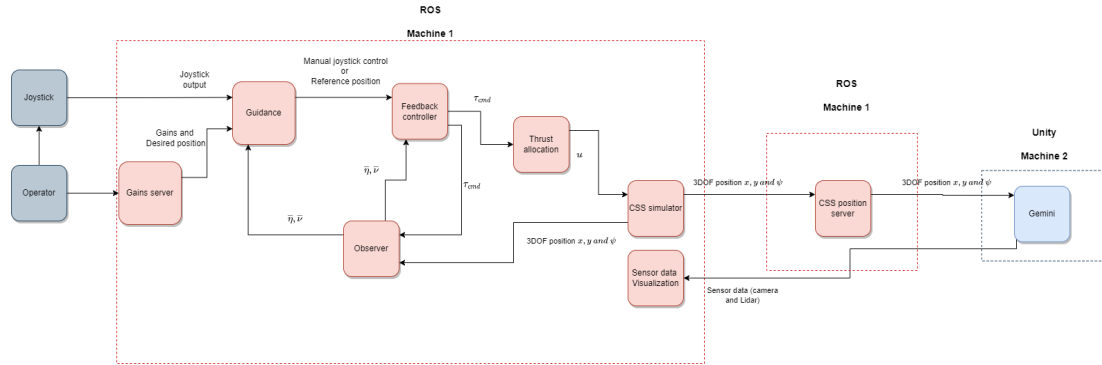 ROS
Machine 1
Joystick
Operator
Joystick
output
Gains and
Desired position
Gains server
Guidance
Manual joystick control
or
Reference position
Feedback
controller
τcmd
τcmd
Thrust
allocation
u
η̄, ν̄
η̄, ν̄
Observer
3DOF position x, y and ψ
CSS simulator
Sensor data
Visualization
3DOF position x, y and ψ
ROS
Machine 1
CSS position
server
3DOF position x, y and ψ
Sensor data (camera
and Lidar)
Unity
Machine 2
Gemini